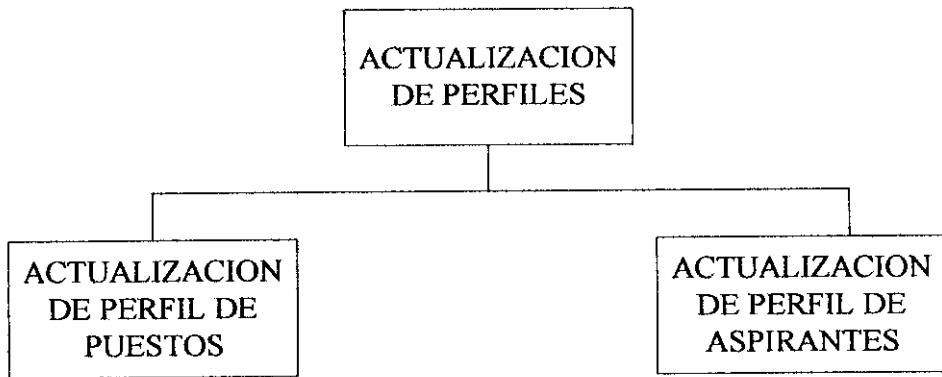 ACTUALIZACION
DE PERFILES
ACTUALIZACION
DE PERFIL DE
PUESTOS
ACTUALIZACION
DE PERFIL DE
ASPIRANTES